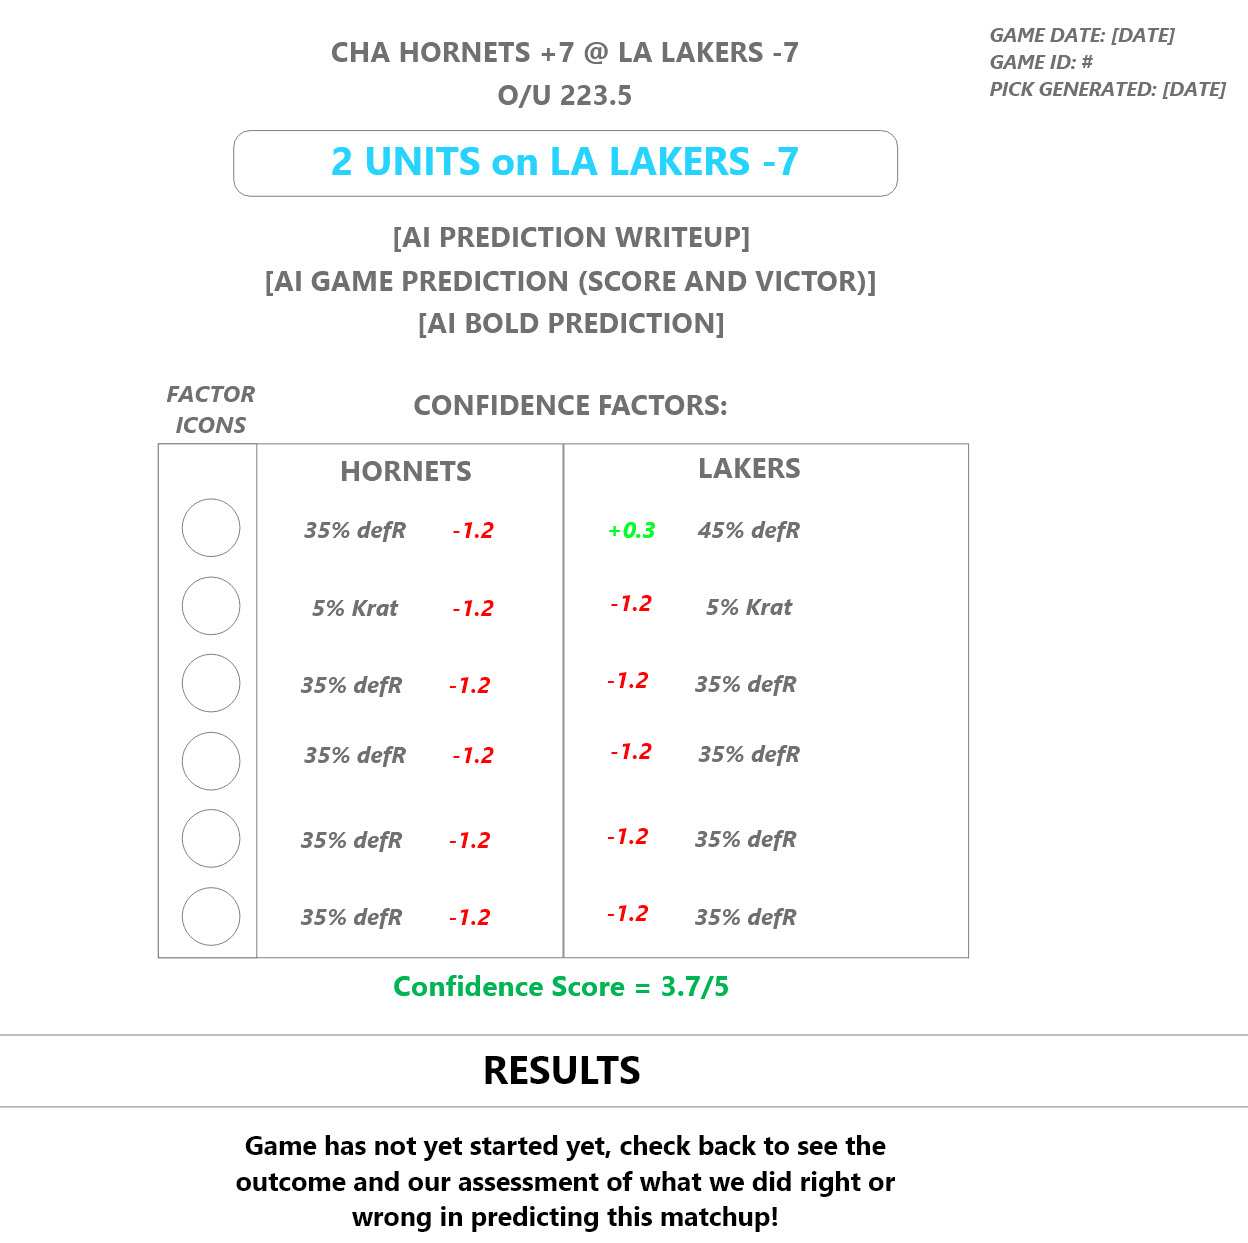 GAME DATE: [DATE]
GAME ID: #
PICK GENERATED: [DATE]
CHA HORNETS +7 @ LA LAKERS -7
O/U 223.5
2 UNITS on LA LAKERS -7
[AI PREDICTION WRITEUP]
[AI GAME PREDICTION (SCORE AND VICTOR)]
[AI BOLD PREDICTION]
FACTOR
ICONS
CONFIDENCE FACTORS:
HORNETS LAKERS
35% defR -1.2 +0.3 45% defR
5% Krat -1.2 -1.2 5% Krat
35% defR -1.2 -1.2 35% defR
35% defR -1.2 -1.2 35% defR
35% defR -1.2 -1.2 35% defR
35% defR -1.2 -1.2 35% defR
Confidence Score = 3.7/5
RESULTS
Game has not yet started yet, check back to see the
outcome and our assessment of what we did right or
wrong in predicting this matchup!